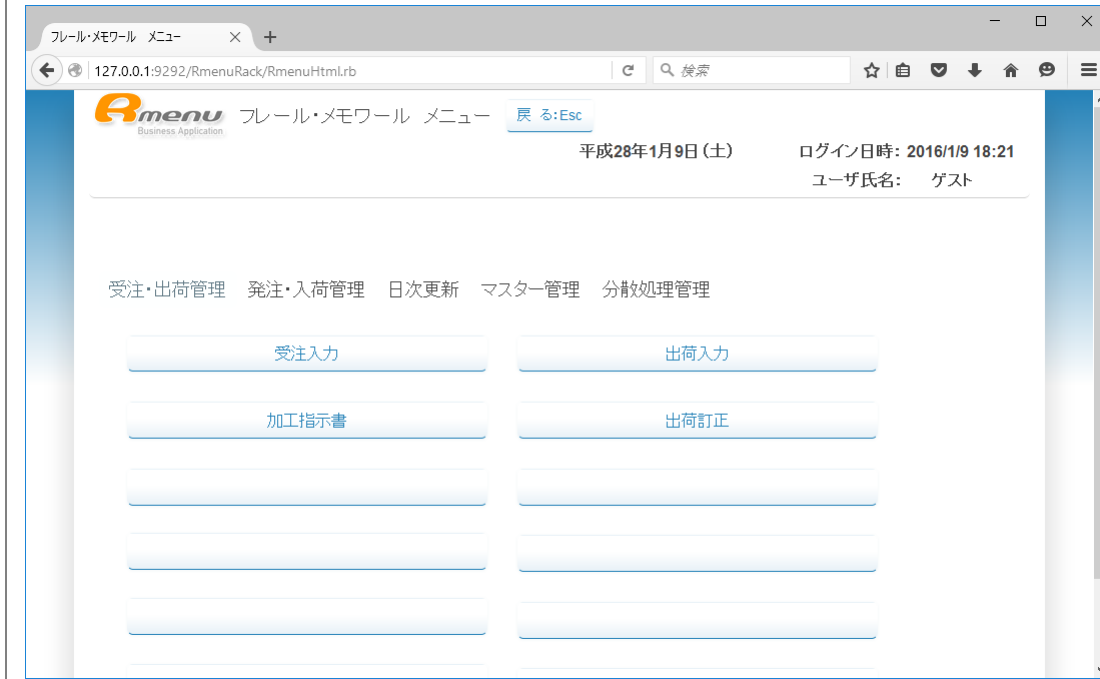 フレール・メモワール メニュー
127.0.0.1:9292/RmenuRack/RmenuHtml.rb
検索
Rmenu
Business Application
フレール・メモワール メニュー
戻 る:Esc
平成28年1月9日(土)
ログイン日時: 2016/1/9 18:21
ユーザ氏名: ゲスト
受注・出荷管理 発注・入荷管理 日次更新 マスター管理 分散処理管理
受注入力 出荷入力
加工指示書 出荷訂正